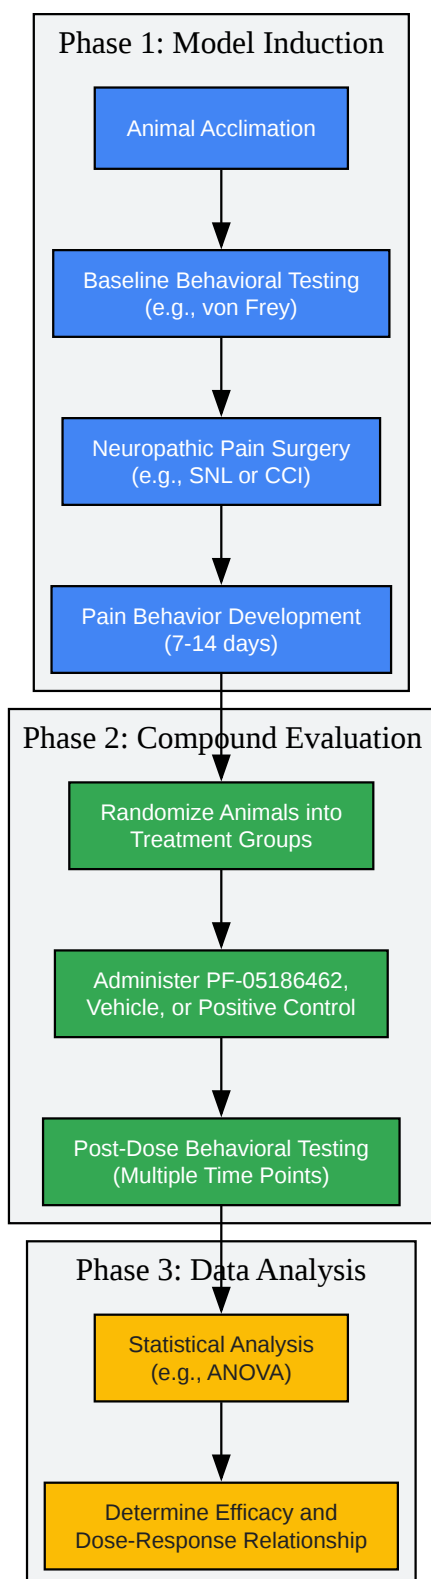 Phase 1: Model Induction
Animal Acclimation
Baseline Behavioral Testing
(e.g., von Frey)
Neuropathic Pain Surgery
(e.g., SNL or CCI)
Pain Behavior Development
(7-14 days)
Phase 2: Compound Evaluation
Randomize Animals into
Treatment Groups
Administer PF-05186462,
Vehicle, or Positive Control
Post-Dose Behavioral Testing
(Multiple Time Points)
Phase 3: Data Analysis
Statistical Analysis
(e.g., ANOVA)
Determine Efficacy and
Dose-Response Relationship